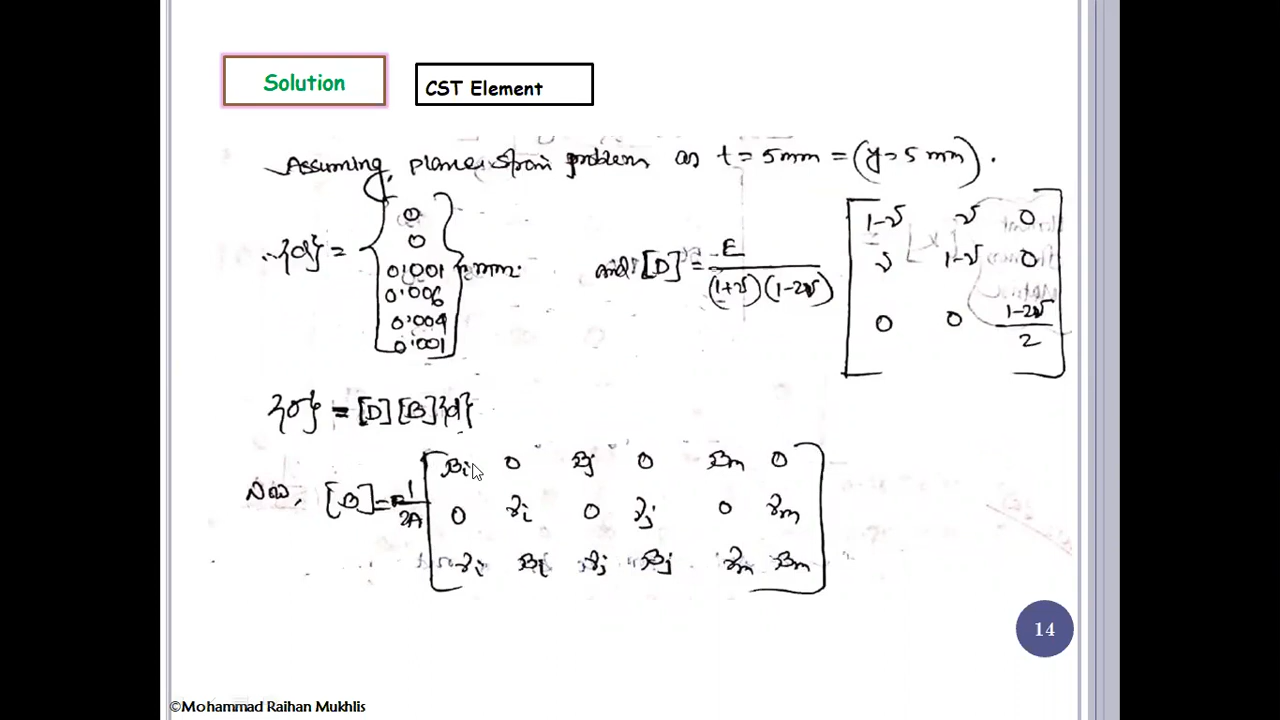 Solution
CST Element
Assuming, plane strain problem as t = 5mm = (y = 5 mm).
∴ {d} = { 0 0 0.001 0.006 0.004 0.001 } mm. and [D] = E / (1+ν)(1-2ν) [ 1-ν ν 0
ν 1-ν 0
0 0 1-2ν / 2 ]
{σ} = [D][B]{d}
Now, [B] = 1/2A [ βi 0 βj 0 βm 0
0 γi 0 γj 0 γm
γi βi γj βj γm βm ]
14
©Mohammad Raihan Mukhlis